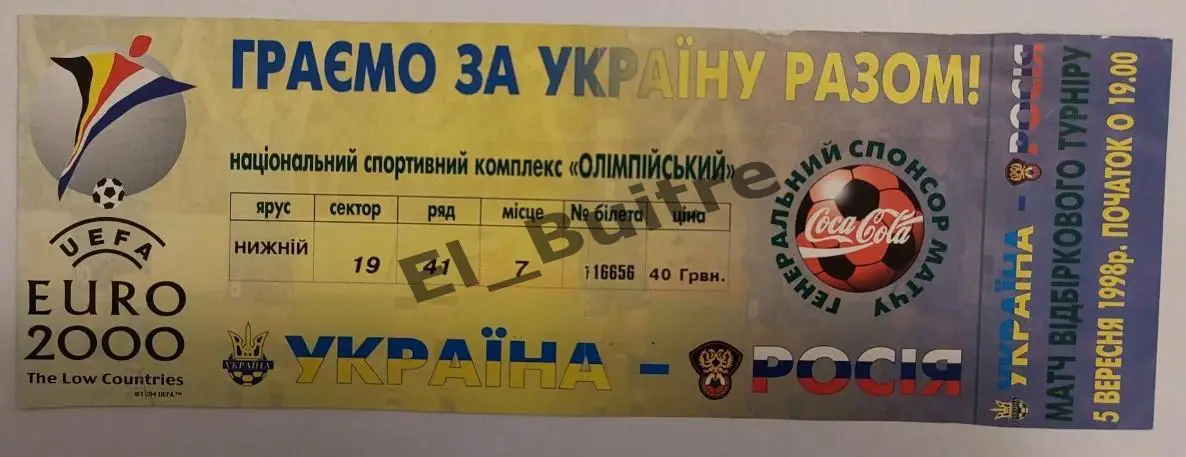 ГРАЄМО ЗА УКРАЇНУ РАЗОМ!
національний спортивний комплекс «ОЛІМПІЙСЬКИЙ»
ярус сектор ряд місце № білета ціна
НИЖНІЙ 19 41 7 116656 40 Грвн.
UEFA
EURO
2000
The Low Countries
©1994 UEFA™
УКРАЇНА
УКРАЇНА - РОСІЯ
ГЕНЕРАЛЬНИЙ СПОНСОР МАТЧУ
Coca Cola
El_Buitre
УКРАЇНА - РОСІЯ
МАТЧ ВІДБІРКОВОГО ТУРНІРУ
5 ВЕРЕСНЯ 1998р. ПОЧАТОК О 19.00